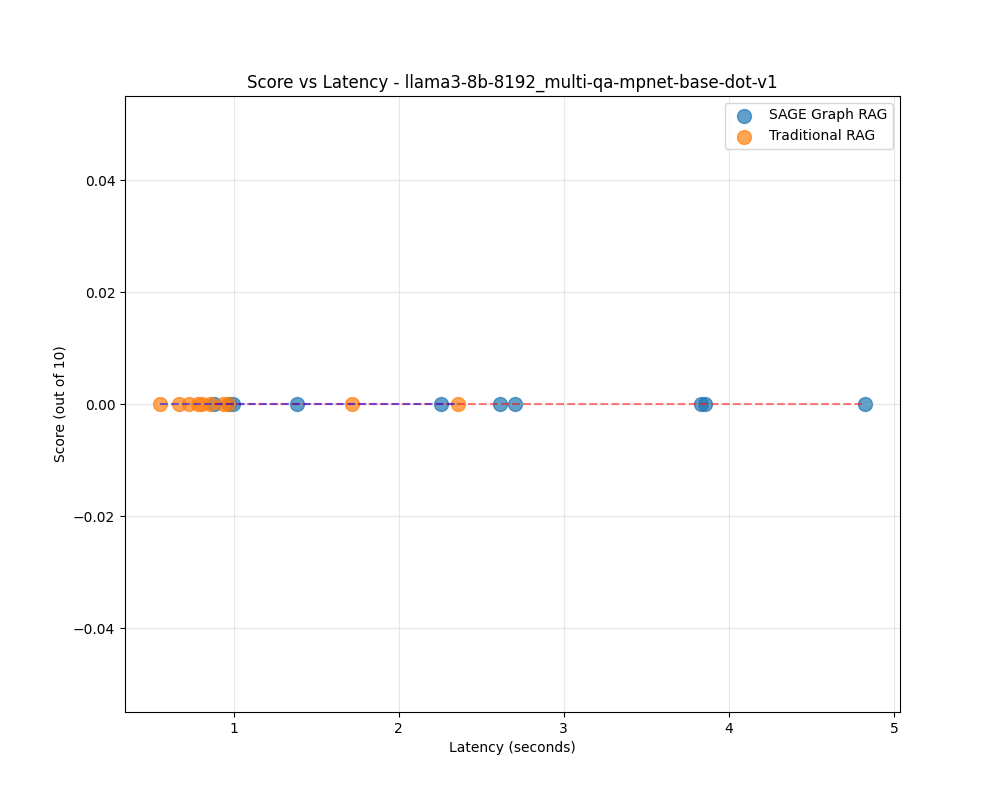 Score vs Latency - llama3-8b-8192_multi-qa-mpnet-base-dot-v1
SAGE Graph RAG
Traditional RAG
Score (out of 10)
0.04
0.02
0.00
−0.02
−0.04
1
2
3
4
5
Latency (seconds)